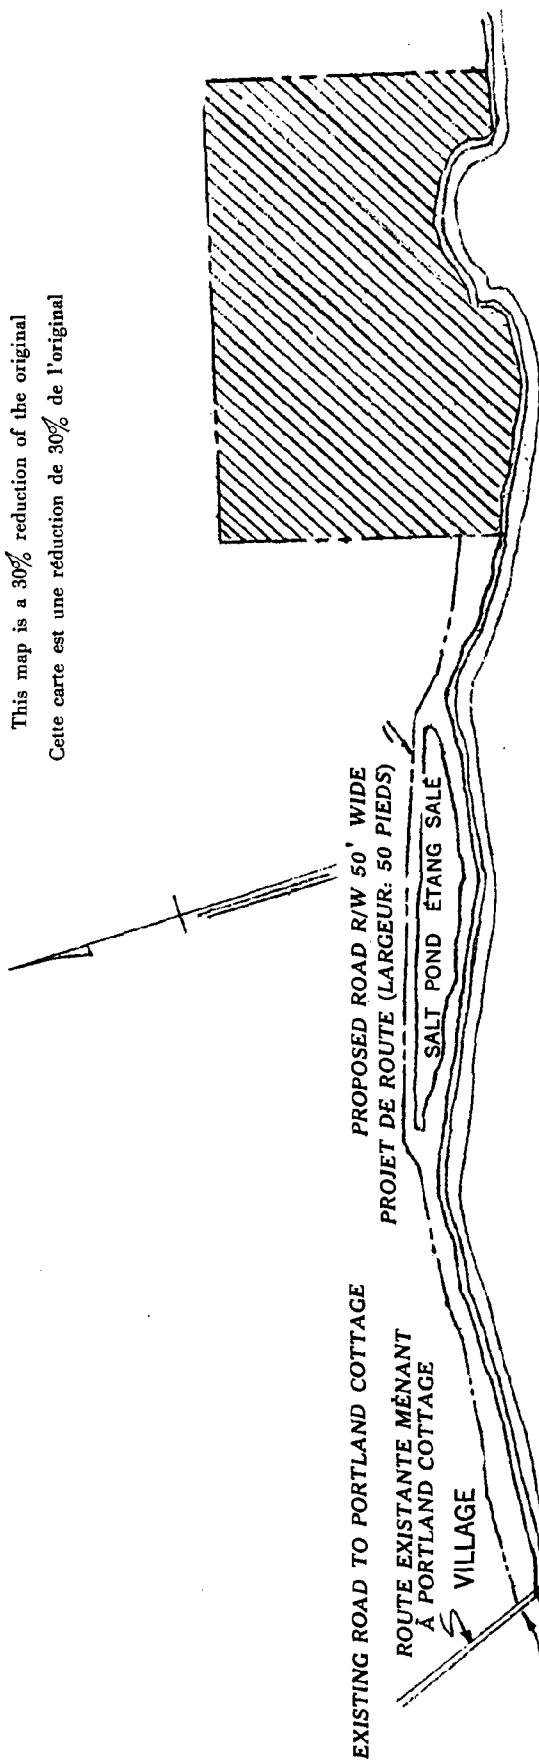 This map is a 30% reduction of the original
Cette carte est une réduction de 30% de l'original
PROPOSED ROAD R/W 50' WIDE
PROJET DE ROUTE (LARGEUR: 50 PIEDS)
SALT POND ÉTANG SALÉ
EXISTING ROAD TO PORTLAND COTTAGE
ROUTE EXISTANTE MENANT
À PORTLAND COTTAGE
VILLAGE